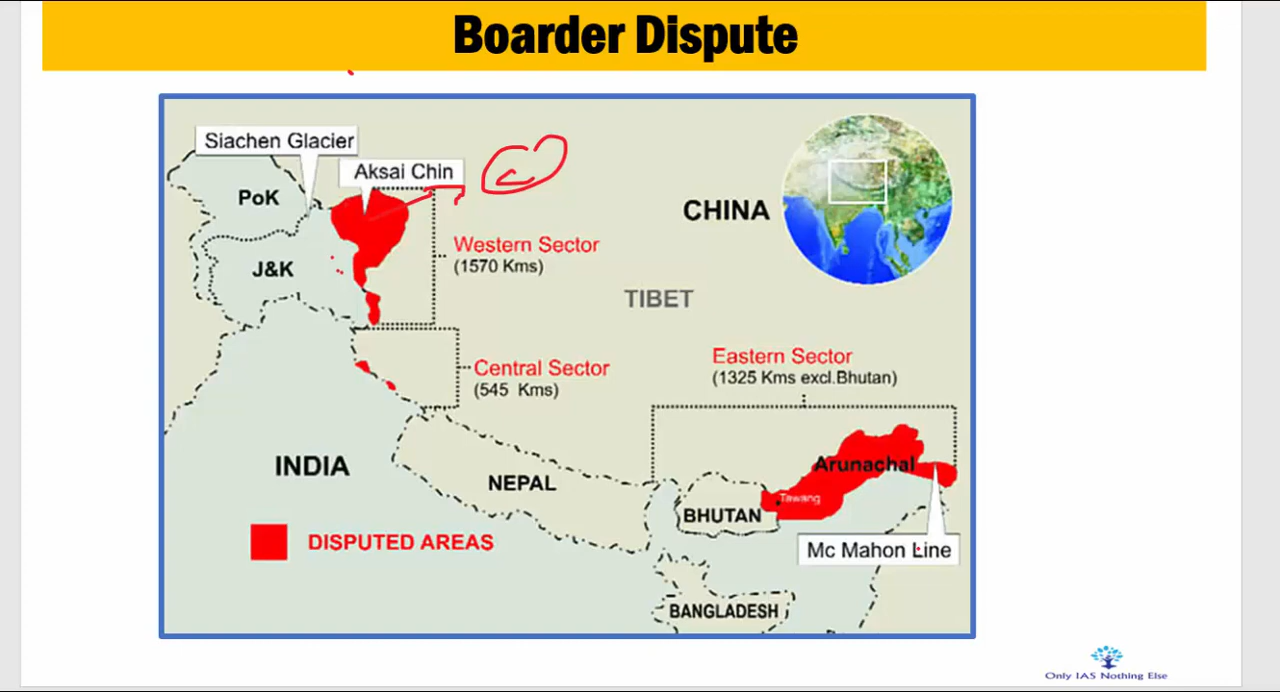 Boarder Dispute
Siachen Glacier
Aksai Chin
PoK
CHINA
Western Sector
(1570 Kms)
J&K
TIBET
Eastern Sector
(1325 Kms excl.Bhutan)
Central Sector
(545 Kms)
INDIA
Arunachal
NEPAL
Tawang
BHUTAN
DISPUTED AREAS
Mc Mahon Line
BANGLADESH
Only IAS Nothing Else